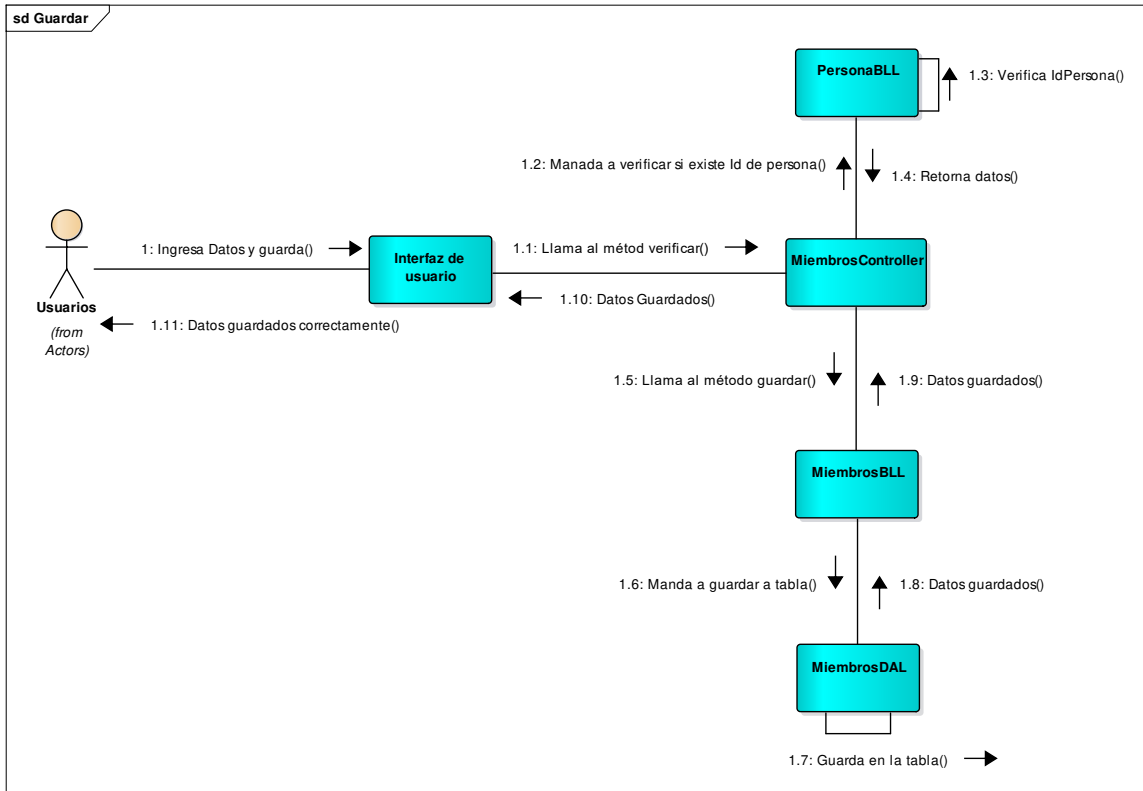 sd Guardar
PersonaBLL
1.3: Verifica IdPersona()
1.2: Manada a verificar si existe Id de persona()
1.4: Retorna datos()
1: Ingresa Datos y guarda()
Interfaz de
usuario
1.1: Llama al métod verificar()
MiembrosController
1.10: Datos Guardados()
Usuarios
(from
Actors)
1.11: Datos guardados correctamente()
1.5: Llama al método guardar()
1.9: Datos guardados()
MiembrosBLL
1.6: Manda a guardar a tabla()
1.8: Datos guardados()
MiembrosDAL
1.7: Guarda en la tabla()